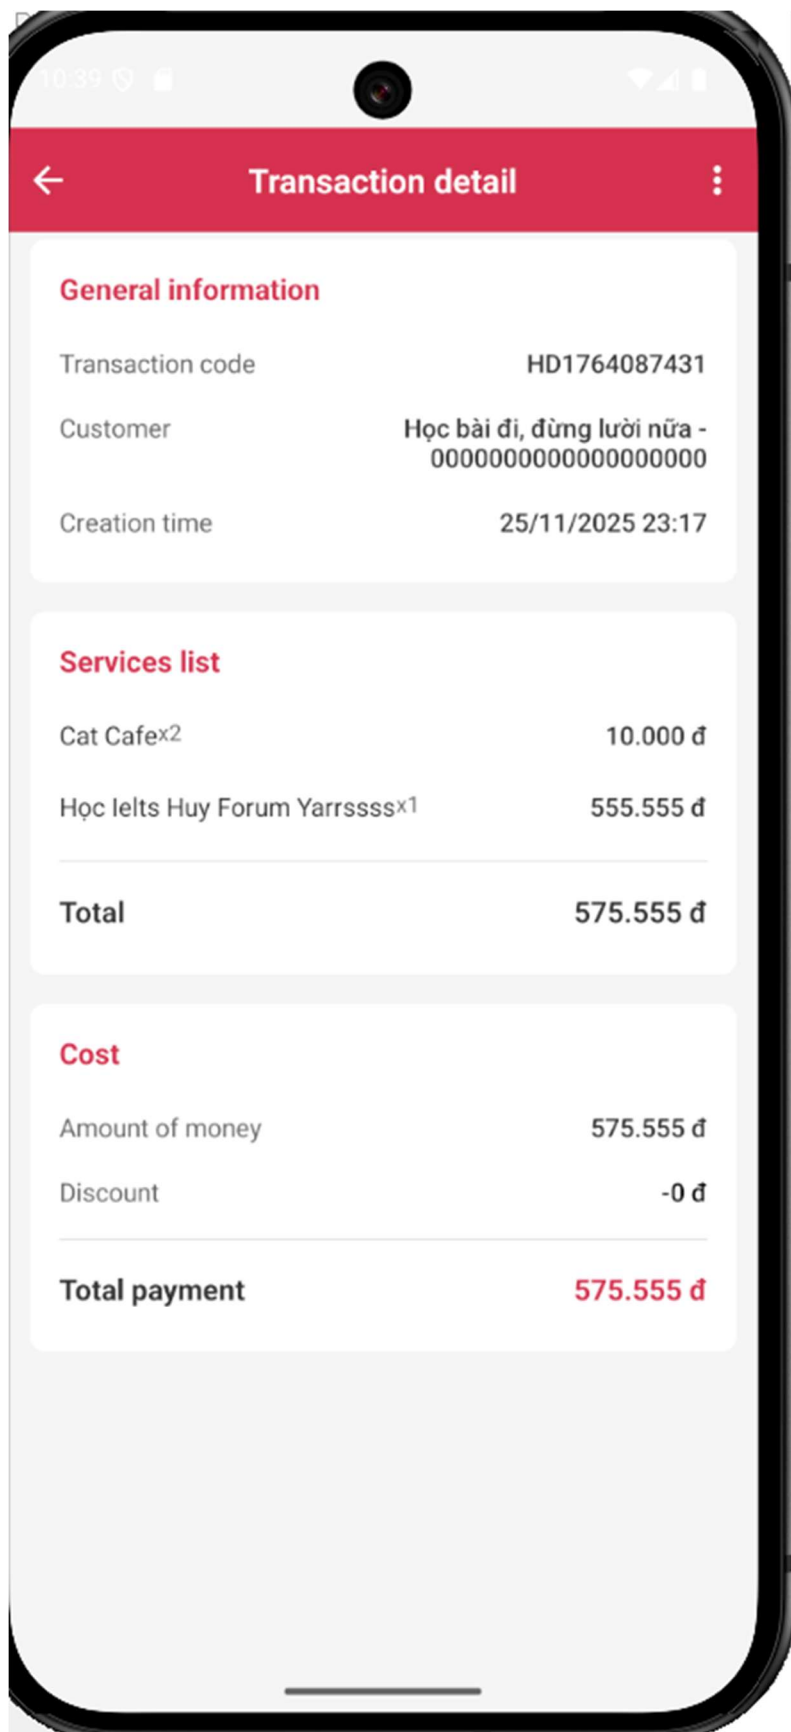 10:39
Transaction detail
General information
Transaction code HD1764087431
Customer Học bài đi, đừng lười nữa -
0000000000000000000
Creation time 25/11/2025 23:17
Services list
Cat Cafex2 10.000 đ
Học Ielts Huy Forum Yarrssssx1 555.555 đ
Total 575.555 đ
Cost
Amount of money 575.555 đ
Discount -0 đ
Total payment 575.555 đ